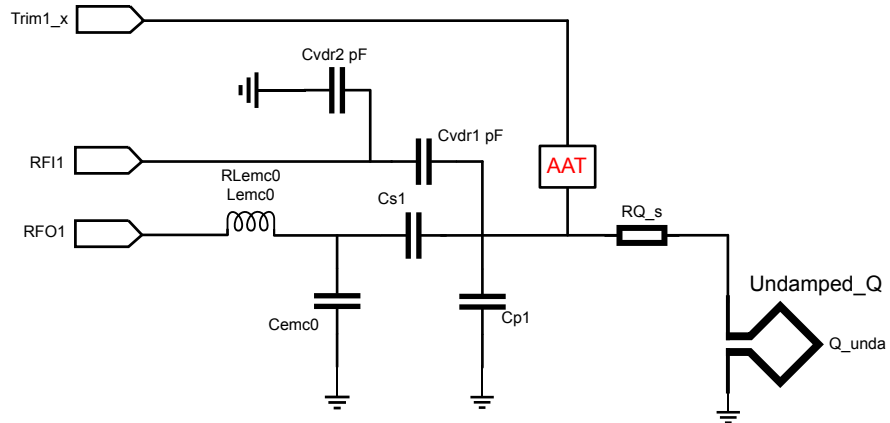 Trim1_x
Cvdr2 pF
Cvdr1 pF
RFI1
AAT
RLemc0
Lemc0
Cs1
RQ_s
RFO1
Undamped_Q
Cemc0
Cp1
Q_unda